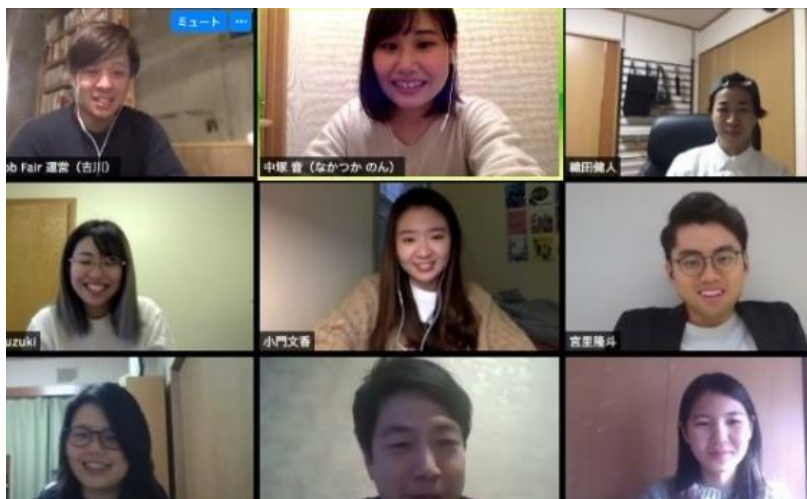 ミュート
ob Fair 運営（古川）
中塚 音（なかつか のん）
織田健人
uzuki
小門文香
宮里隆斗